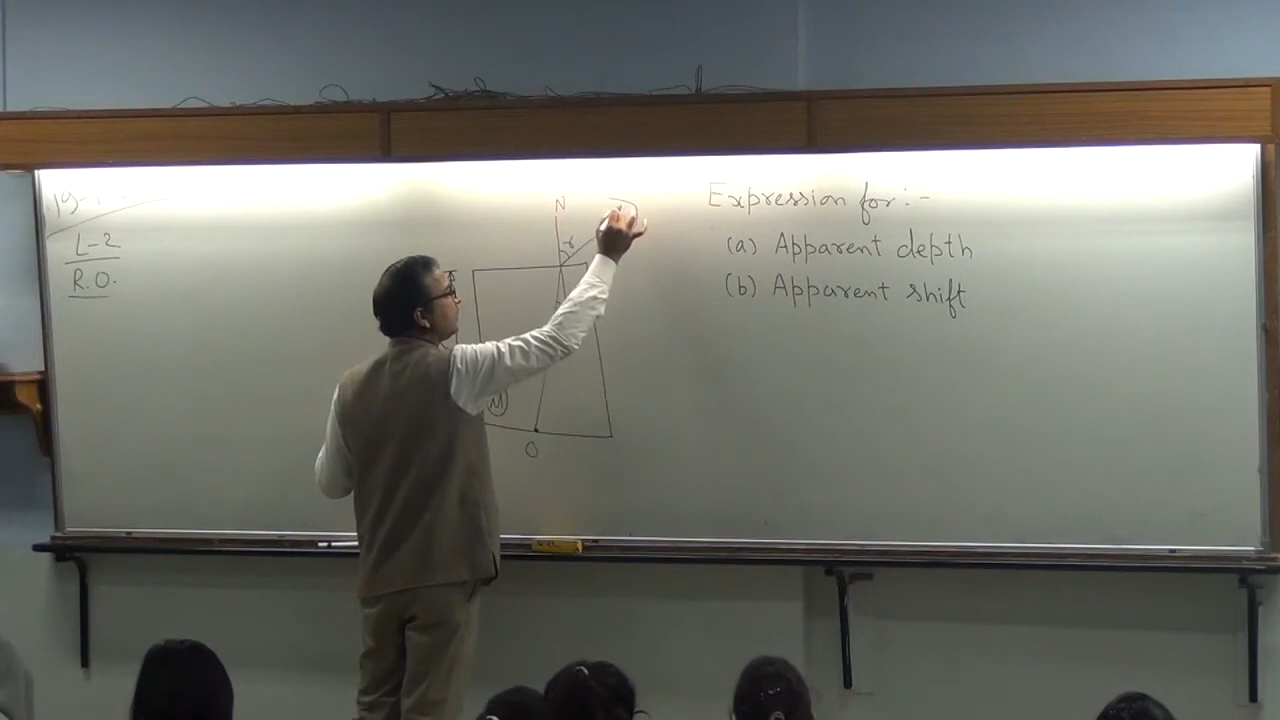 L-2
R.O.
N
r
M
O
Expression for:-
(a) Apparent depth
(b) Apparent shift